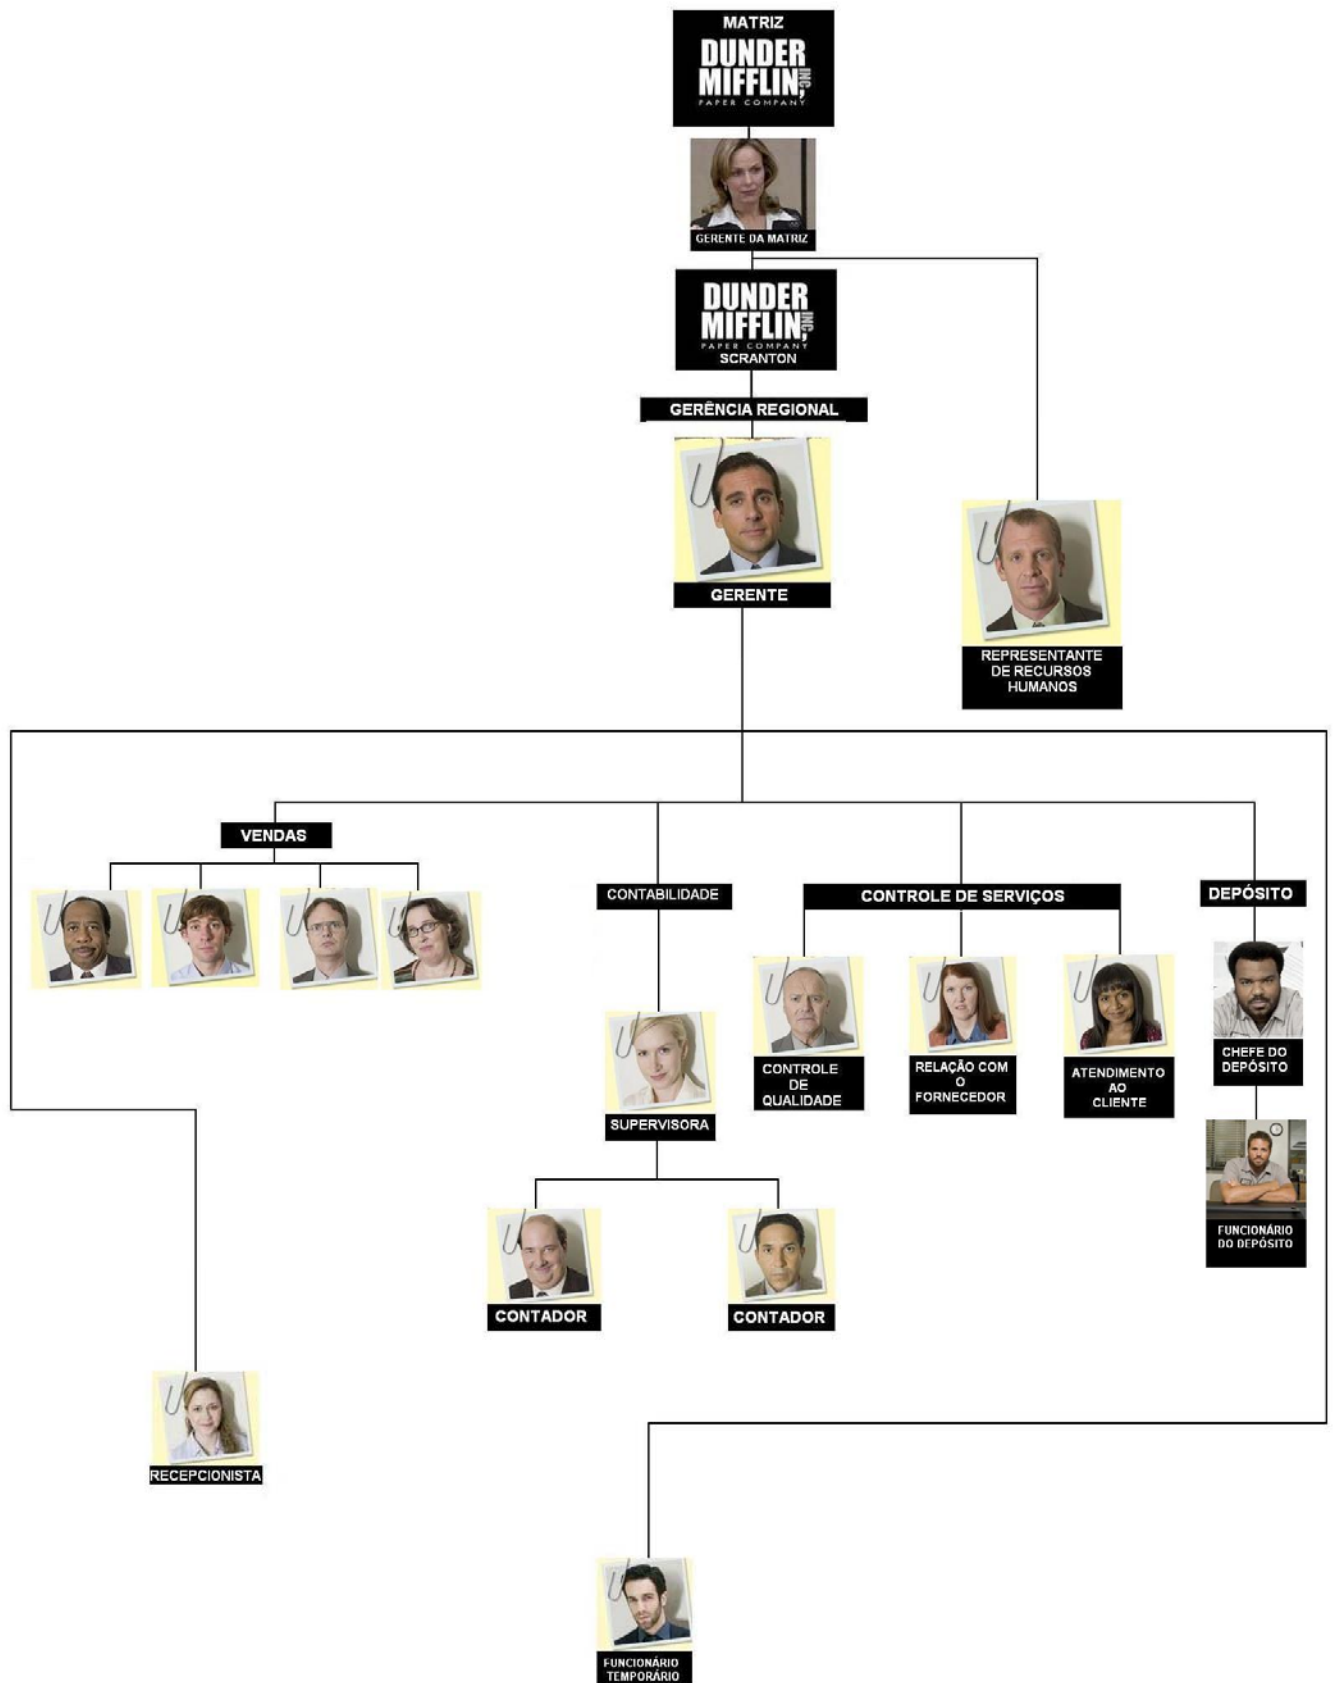 MATRIZ
DUNDER
MIFFLIN, INC
PAPER COMPANY
GERENTE DA MATRIZ
DUNDER
MIFFLIN, INC
PAPER COMPANY
SCRANTON
GERÊNCIA REGIONAL
GERENTE
REPRESENTANTE
DE RECURSOS
HUMANOS
VENDAS
CONTABILIDADE
CONTROLE DE SERVIÇOS
DEPÓSITO
CONTROLE
DE
QUALIDADE
RELAÇÃO COM
O
FORNECEDOR
ATENDIMENTO
AO
CLIENTE
CHEFE DO
DEPÓSITO
SUPERVISORA
FUNCIONÁRIO
DO DEPÓSITO
CONTADOR
CONTADOR
RECEPCIONISTA
FUNCIONÁRIO
TEMPORÁRIO